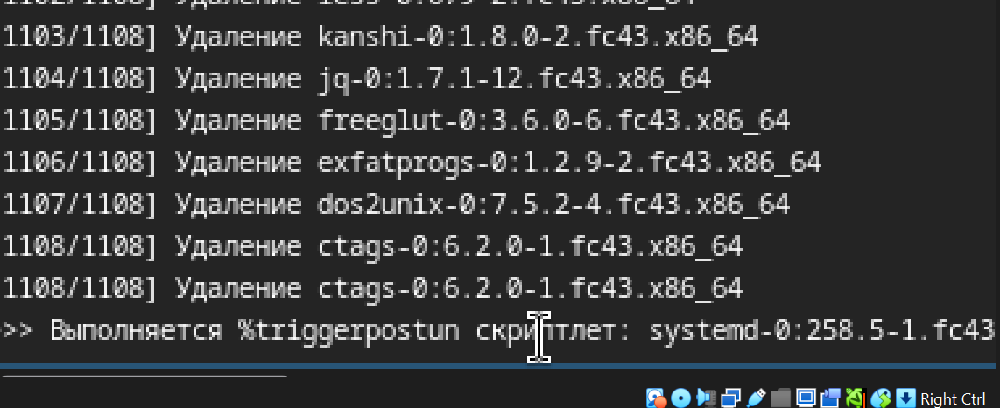 1103/1108] Удаление kanshi-0:1.8.0-2.fc43.x86_64
1104/1108] Удаление jq-0:1.7.1-12.fc43.x86_64
1105/1108] Удаление freeglut-0:3.6.0-6.fc43.x86_64
1106/1108] Удаление exfatprogs-0:1.2.9-2.fc43.x86_64
1107/1108] Удаление dos2unix-0:7.5.2-4.fc43.x86_64
1108/1108] Удаление ctags-0:6.2.0-1.fc43.x86_64
1108/1108] Удаление ctags-0:6.2.0-1.fc43.x86_64
>> Выполняется %triggerpostun скриптлет: systemd-0:258.5-1.fc43
Right Ctrl